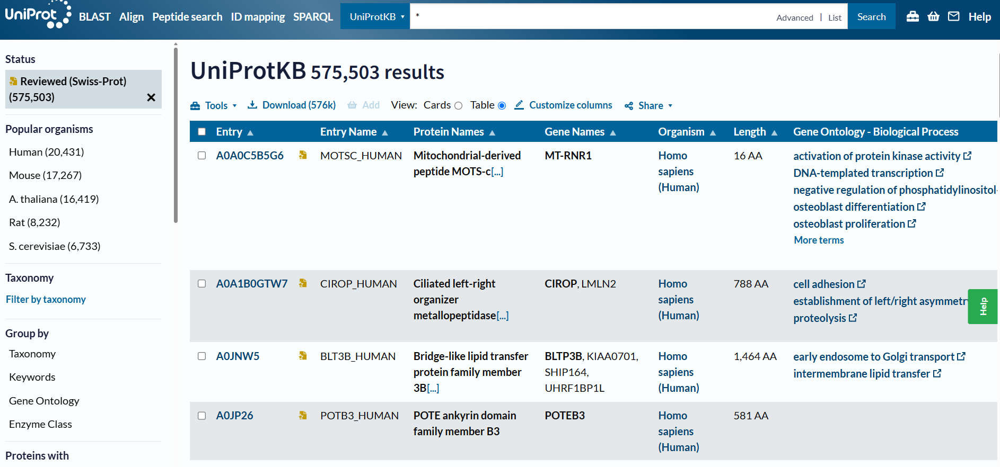 UniProt BLAST Align Peptide search ID mapping SPARQL UniProtKB * Advanced | List Search Help
Status
Reviewed (Swiss-Prot)
(575,503)
Popular organisms
Human (20,431)
Mouse (17,267)
A. thaliana (16,419)
Rat (8,232)
S. cerevisiae (6,733)
Taxonomy
Filter by taxonomy
Group by
Taxonomy
Keywords
Gene Ontology
Enzyme Class
Proteins with
UniProtKB 575,503 results
Tools Download (576k) Add View: Cards Table Customize columns Share
Entry Entry Name Protein Names Gene Names Organism Length Gene Ontology - Biological Process
A0A0C5B5G6 MOTSC_HUMAN Mitochondrial-derived MT-RNR1 Homo 16 AA activation of protein kinase activity
peptide MOTS-c[...] sapiens DNA-templated transcription
(Human) negative regulation of phosphatidylinositol-
osteoblast differentiation
osteoblast proliferation
More terms
A0A1B0GTW7 CIROP_HUMAN Ciliated left-right CIROP, LMLN2 Homo 788 AA cell adhesion
organizer sapiens establishment of left/right asymmetry
metallopeptidase[...] (Human) proteolysis
Help
A0JNW5 BLT3B_HUMAN Bridge-like lipid transfer BLTP3B, KIAA0701, Homo 1,464 AA early endosome to Golgi transport
protein family member SHIP164, sapiens intermembrane lipid transfer
3B[...] UHRF1BP1L (Human)
A0JP26 POTB3_HUMAN POTE ankyrin domain POTEB3 Homo 581 AA
family member B3 sapiens
(Human)